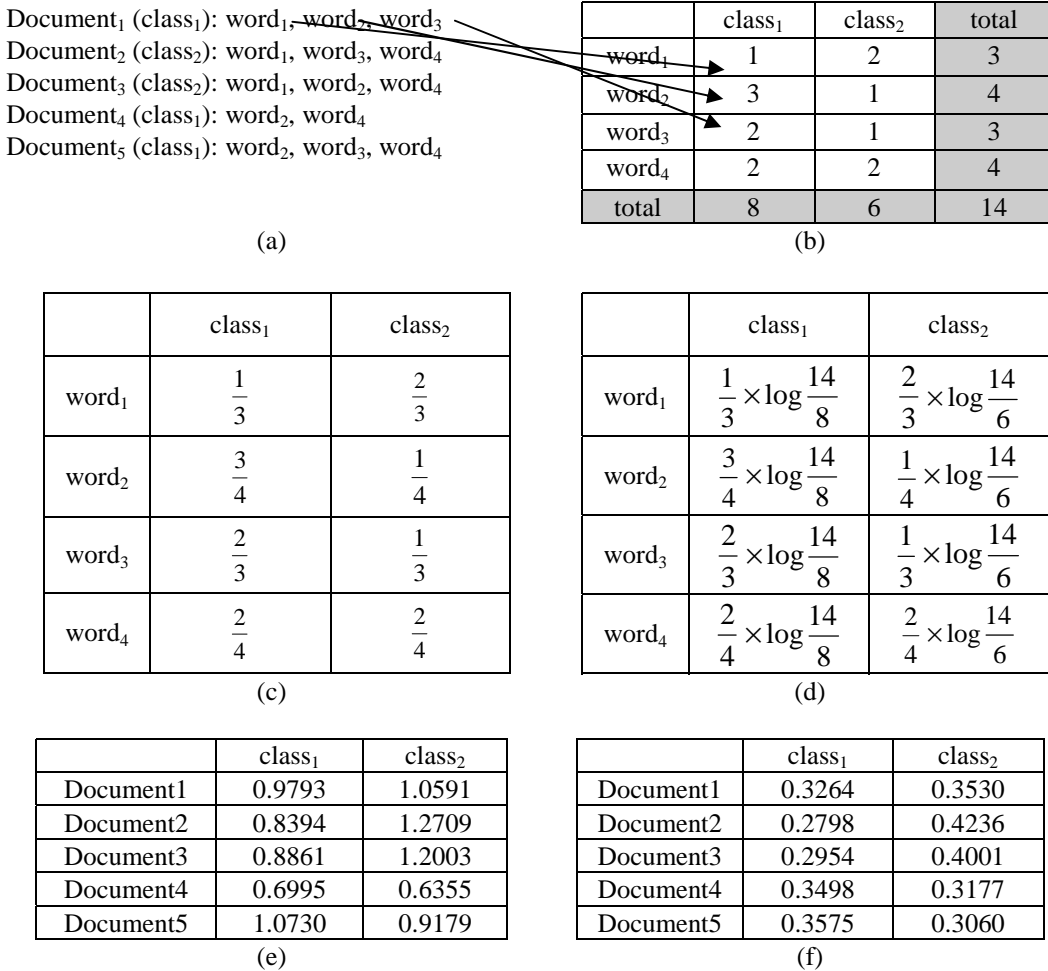 Document₁ (class₁): word₁, word₂, word₃
Document₂ (class₂): word₁, word₃, word₄
Document₃ (class₂): word₁, word₂, word₄
Document₄ (class₁): word₂, word₄
Document₅ (class₁): word₂, word₃, word₄
(a)
class₁ class₂ total
word₁ 1 2 3
word₂ 3 1 4
word₃ 2 1 3
word₄ 2 2 4
total 8 6 14
(b)
class₁ class₂
word₁ 1/3 2/3
word₂ 3/4 1/4
word₃ 2/3 1/3
word₄ 2/4 2/4
(c)
class₁ class₂
word₁ 1/3 × log 14/8 2/3 × log 14/6
word₂ 3/4 × log 14/8 1/4 × log 14/6
word₃ 2/3 × log 14/8 1/3 × log 14/6
word₄ 2/4 × log 14/8 2/4 × log 14/6
(d)
class₁ class₂
Document1 0.9793 1.0591
Document2 0.8394 1.2709
Document3 0.8861 1.2003
Document4 0.6995 0.6355
Document5 1.0730 0.9179
(e)
class₁ class₂
Document1 0.3264 0.3530
Document2 0.2798 0.4236
Document3 0.2954 0.4001
Document4 0.3498 0.3177
Document5 0.3575 0.3060
(f)